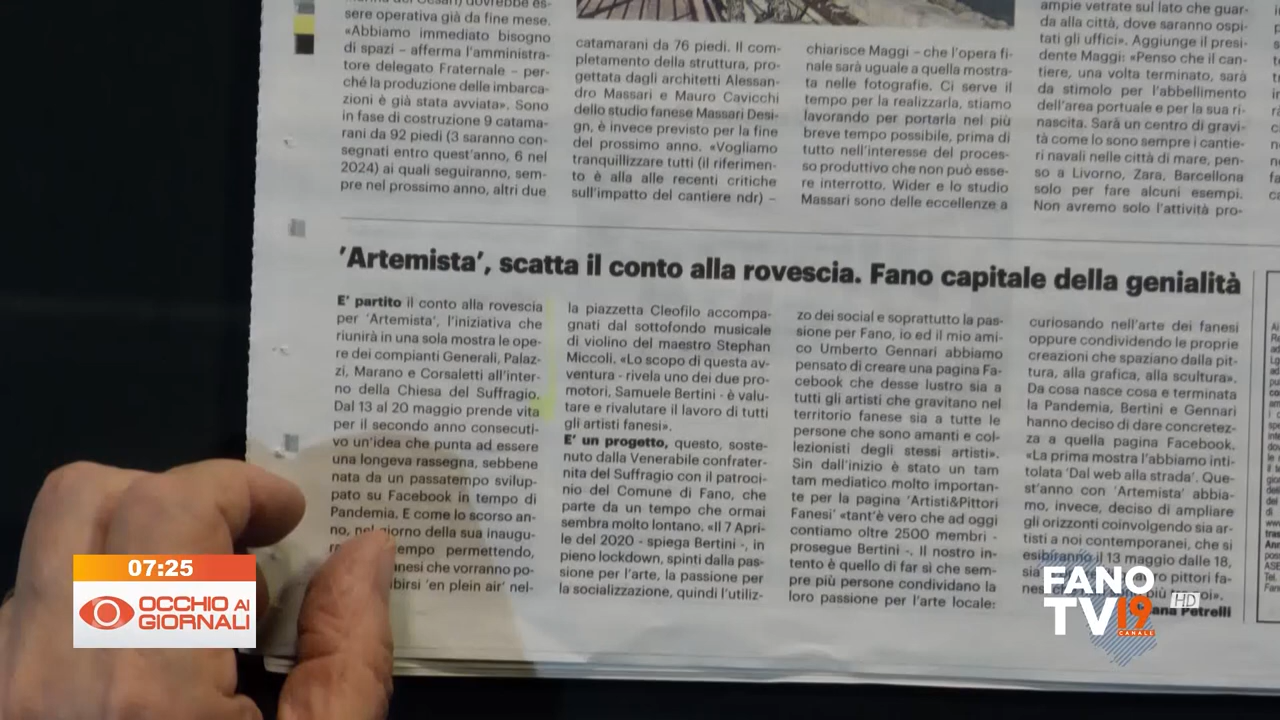 sere operativa già da fine mese.
«Abbiamo immediato bisogno
di spazi – afferma l'amministra-
tore delegato Fraternale – per-
ché la produzione delle imbarca-
zioni è già stata avviata». Sono
in fase di costruzione 9 catama-
rani da 92 piedi (3 saranno con-
segnati entro quest'anno, 6 nel
2024) ai quali seguiranno, sem-
pre nel prossimo anno, altri due
catamarani da 76 piedi. Il com-
pletamento della struttura, pro-
gettata dagli architetti Alessan-
dro Massari e Mauro Cavicchi
dello studio fanese Massari Desi-
gn, è invece previsto per la fine
del prossimo anno. «Vogliamo
tranquillizzare tutti (il riferimen-
to è alla alle recenti critiche
sull'impatto del cantiere ndr) –
chiarisce Maggi – che l'opera fi-
nale sarà uguale a quella mostra-
ta nelle fotografie. Ci serve il
tempo per la realizzarla, stiamo
lavorando per portarla nel più
breve tempo possibile, prima di
tutto nell'interesse del proces-
so produttivo che non può esse-
re interrotto. Wider e lo studio
Massari sono delle eccellenze a
ampie vetrate sul lato che guar-
da alla città, dove saranno ospi-
tati gli uffici». Aggiunge il presi-
dente Maggi: «Penso che il can-
tiere, una volta terminato, sarà
da stimolo per l'abbellimento
dell'area portuale e per la sua ri-
nascita. Sarà un centro di gravi-
tà come lo sono sempre i cantie-
ri navali nelle città di mare, pen-
so a Livorno, Zara, Barcellona
solo per fare alcuni esempi.
Non avremo solo l'attività pro-
'Artemista', scatta il conto alla rovescia. Fano capitale della genialità
E' partito il conto alla rovescia
per 'Artemista', l'iniziativa che
riunirà in una sola mostra le ope-
re dei compianti Generali, Palaz-
zi, Marano e Corsaletti all'inter-
no della Chiesa del Suffragio.
Dal 13 al 20 maggio prende vita
per il secondo anno consecuti-
vo un'idea che punta ad essere
una longeva rassegna, sebbene
nata da un passatempo svilup-
pato su Facebook in tempo di
Pandemia. E come lo scorso an-
no, nel giorno della sua inaugu-
tempo permettendo,
che vorranno po-
'en plein air' nel-
la piazzetta Cleofilo accompa-
gnati dal sottofondo musicale
di violino del maestro Stephan
Miccoli. «Lo scopo di questa av-
ventura - rivela uno dei due pro-
motori, Samuele Bertini - è valu-
tare e rivalutare il lavoro di tutti
gli artisti fanesi».
E' un progetto, questo, soste-
nuto dalla Venerabile confrater-
nita del Suffragio con il patroci-
nio del Comune di Fano, che
parte da un tempo che ormai
sembra molto lontano. «Il 7 Apri-
le del 2020 - spiega Bertini -, in
pieno lockdown, spinti dalla pas-
sione per l'arte, la passione per
la socializzazione, quindi l'utiliz-
zo dei social e soprattutto la pas-
sione per Fano, io ed il mio ami-
co Umberto Gennari abbiamo
pensato di creare una pagina Fa-
cebook che desse lustro sia a
tutti gli artisti che gravitano nel
territorio fanese sia a tutte le
persone che sono amanti e col-
lezionisti degli stessi artisti».
Sin dall'inizio è stato un tam
tam mediatico molto importan-
te per la pagina 'Artisti&Pittori
Fanesi' «tant'è vero che ad oggi
contiamo oltre 2500 membri -
prosegue Bertini -. Il nostro in-
tento è quello di far sì che sem-
pre più persone condividano la
loro passione per l'arte locale:
curiosando nell'arte dei fanesi
oppure condividendo le proprie
creazioni che spaziano dalla pit-
tura, alla grafica, alla scultura».
Da cosa nasce cosa e terminata
la Pandemia, Bertini e Gennari
hanno deciso di dare concretez-
za a quella pagina Facebook.
«La prima mostra l'abbiamo inti-
tolata 'Dal web alla strada'. Que-
st'anno con 'Artemista' abbia-
mo, invece, deciso di ampliare
gli orizzonti coinvolgendo sia ar-
tisti a noi contemporanei, che si
esibiranno il 13 maggio dalle 18,
sia pittori fa-
più
Petrelli
07:25
OCCHIO AI
GIORNALI
FANO
TV19
CANALE
HD